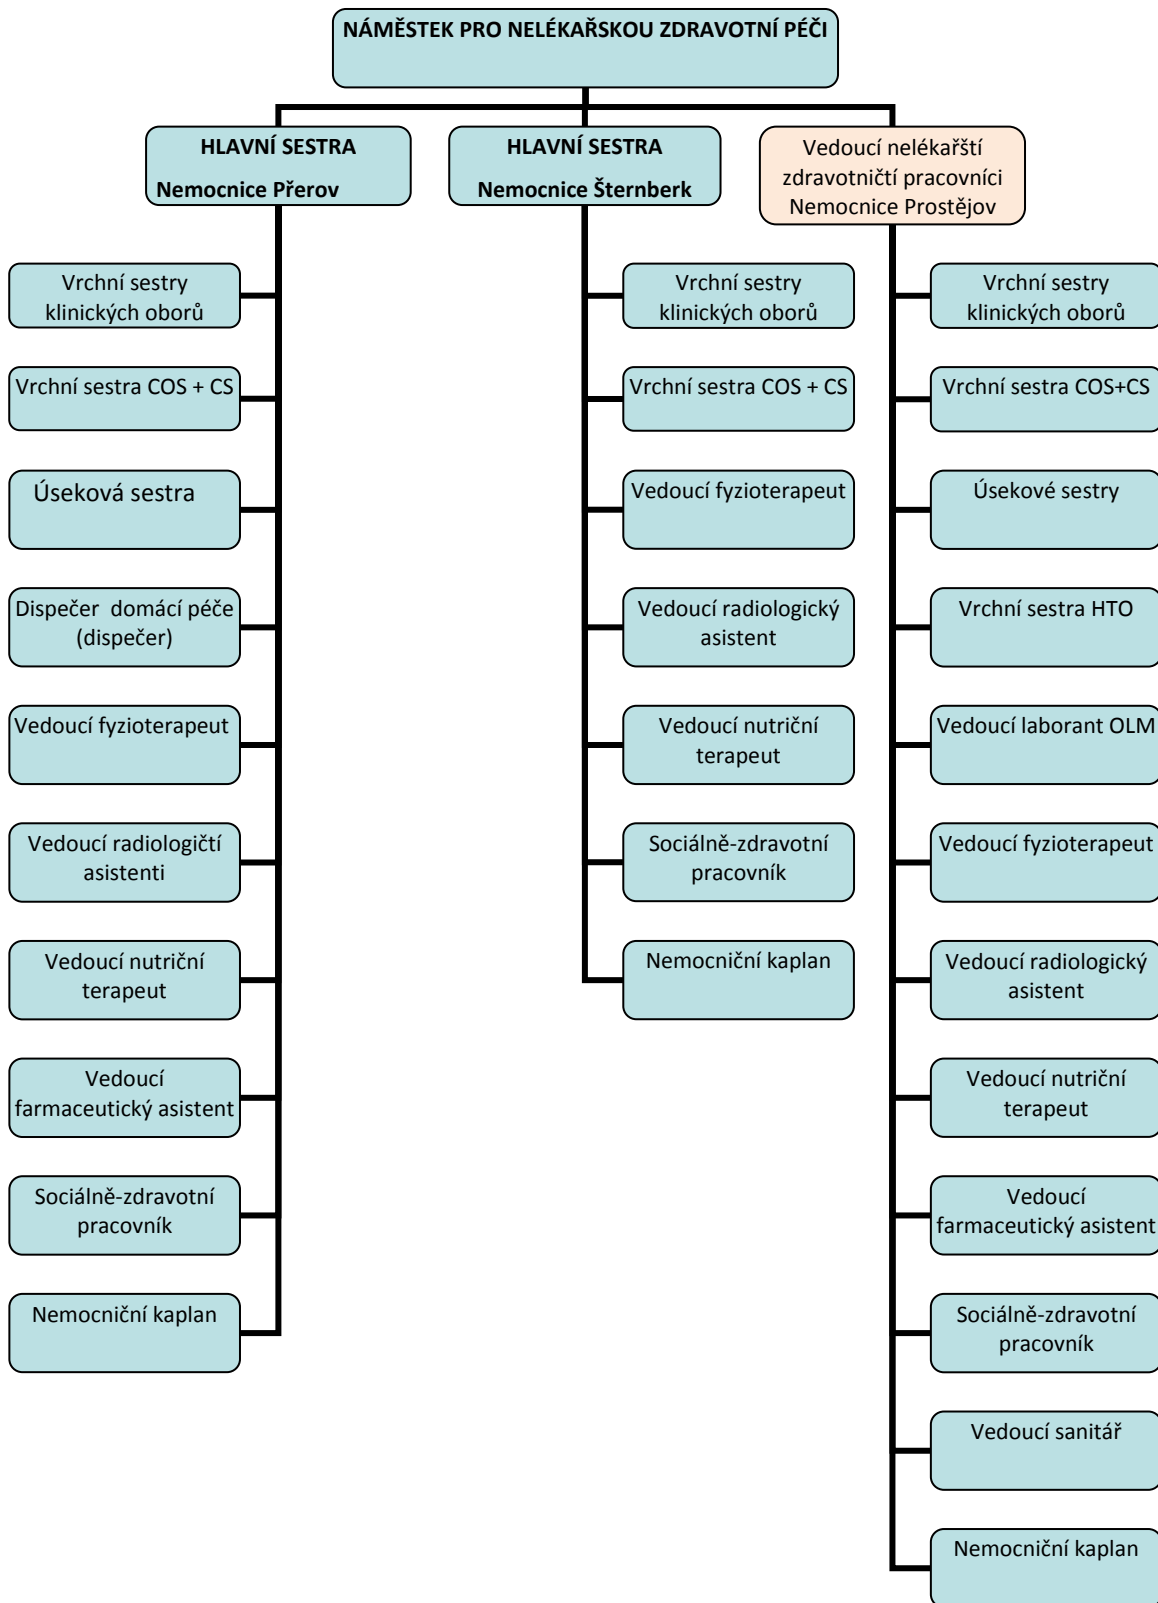 NÁMĚSTEK PRO NELÉKAŘSKOU ZDRAVOTNÍ PÉČI
HLAVNÍ SESTRA
Nemocnice Přerov
HLAVNÍ SESTRA
Nemocnice Šternberk
Vedoucí nelékařští
zdravotničtí pracovníci
Nemocnice Prostějov
Vrchní sestry
klinických oborů
Vrchní sestra COS + CS
Úseková sestra
Dispečer  domácí péče
(dispečer)
Vedoucí fyzioterapeut
Vedoucí radiologičtí
asistenti
Vedoucí nutriční
terapeut
Vedoucí
farmaceutický asistent
Sociálně-zdravotní
pracovník
Nemocniční kaplan
Vrchní sestry
klinických oborů
Vrchní sestra COS + CS
Vedoucí fyzioterapeut
Vedoucí radiologický
asistent
Vedoucí nutriční
terapeut
Sociálně-zdravotní
pracovník
Nemocniční kaplan
Vrchní sestry
klinických oborů
Vrchní sestra COS+CS
Úsekové sestry
Vrchní sestra HTO
Vedoucí laborant OLM
Vedoucí fyzioterapeut
Vedoucí radiologický
asistent
Vedoucí nutriční
terapeut
Vedoucí
farmaceutický asistent
Sociálně-zdravotní
pracovník
Vedoucí sanitář
Nemocniční kaplan